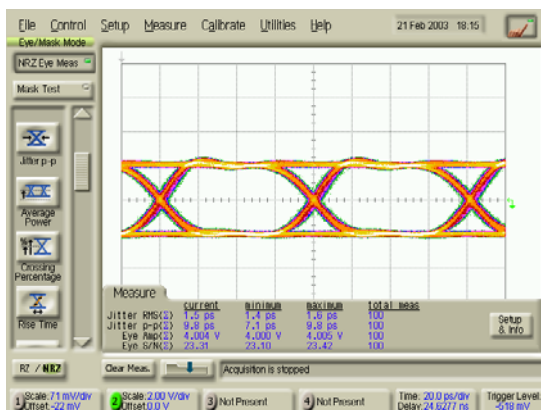 File Control Setup Measure Calibrate Utilities Help 21 Feb 2003 18:15
Eye/Mask Mode
NRZ Eye Meas
Mask Test
Jitter p-p
Average
Power
Crossing
Percentage
Rise Time
Measure
current minimum maximum total meas
Jitter RMS(Σ) 1.5 ps 1.4 ps 1.6 ps 100
Jitter p-p(Σ) 9.8 ps 7.1 ps 9.8 ps 100
Eye Amp(Σ) 4.004 V 4.000 V 4.005 V 100
Eye S/N(Σ) 23.31 23.10 23.42 100
Setup
& Info
RZ / NRZ
Clear Meas.
Acquisition is stopped
1 Scale:71 mV/div
Offset:-22 mV
2 Scale:2.00 V/div
Offset:0.0 V
3 Not Present
4 Not Present
Time: 20.0 ps/div
Delay:24.6277 ns
Trigger Level:
-518 mV